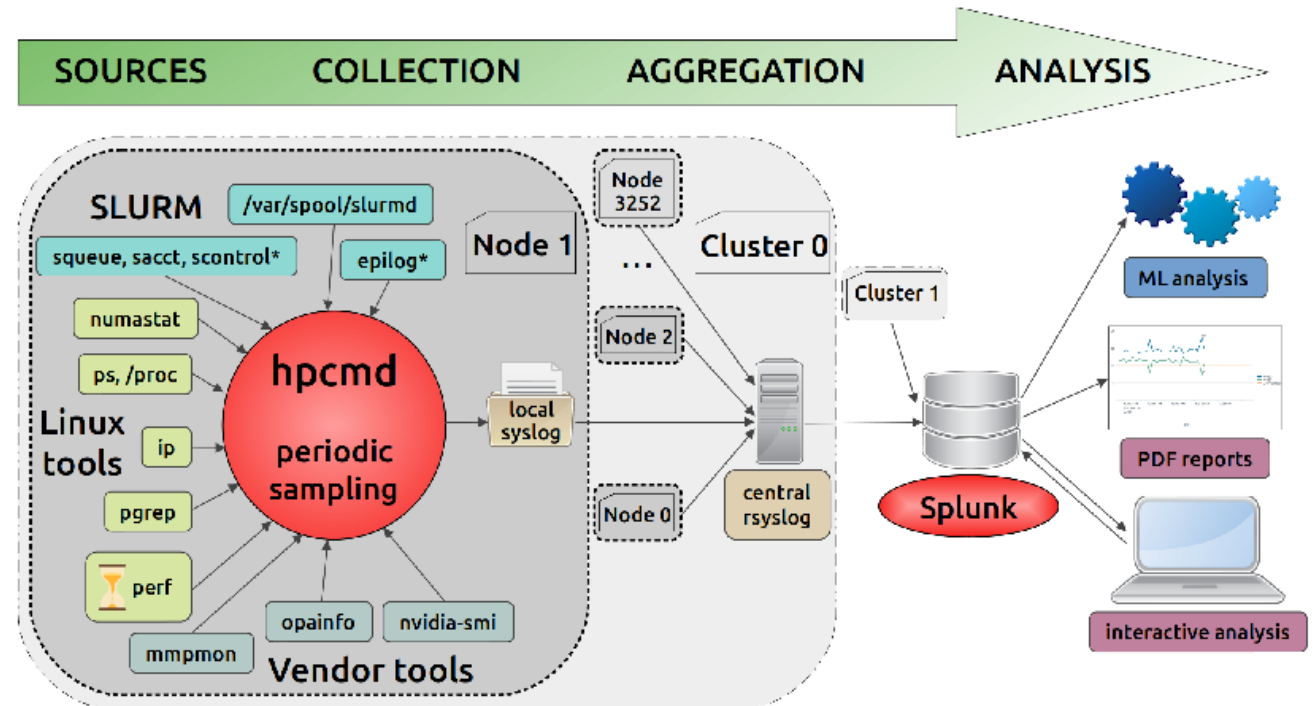 SOURCES
COLLECTION
AGGREGATION
ANALYSIS
SLURM
/var/spool/slurmd
squeue, sacct, scontrol*
epilog*
Node 1
numastat
ps, /proc
Linux
tools
ip
pgrep
perf
mmpmon
opainfo
nvidia-smi
Vendor tools
hpcmd
periodic
sampling
local
syslog
Node
3252
...
Node 2
Node 0
Cluster 0
central
rsyslog
Cluster 1
Splunk
ML analysis
PDF reports
interactive analysis